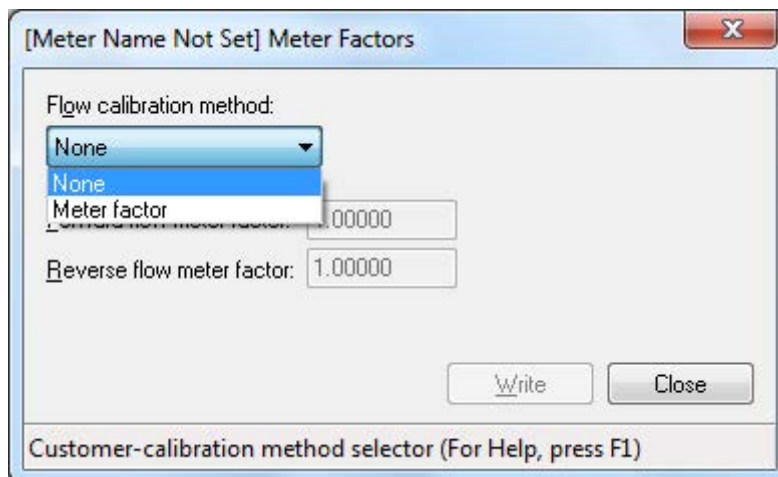 [Meter Name Not Set] Meter Factors
Flow calibration method:
None
None
Meter factor
.00000
Reverse flow meter factor: 1.00000
Write
Close
Customer-calibration method selector (For Help, press F1)